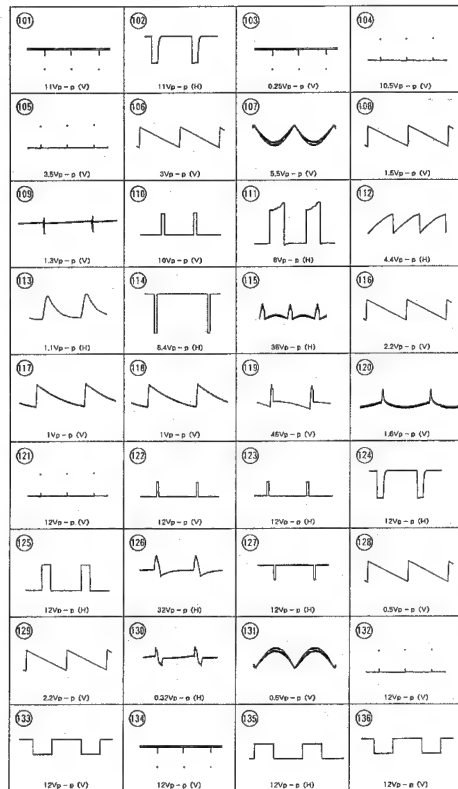 101 102 103 104
11Vp-p (V) 11Vp-p (H) 0.25Vp-p (V) 10.5Vp-p (V)
105 106 107 108
3.5Vp-p (V) 3Vp-p (V) 5.5Vp-p (V) 1.5Vp-p (V)
109 110 111 112
1.3Vp-p (V) 10Vp-p (V) 8Vp-p (H) 4.4Vp-p (H)
113 114 115 116
1.1Vp-p (H) 6.4Vp-p (H) 36Vp-p (H) 2.2Vp-p (V)
117 118 119 120
1Vp-p (V) 1Vp-p (V) 46Vp-p (V) 1.6Vp-p (V)
121 122 123 124
12Vp-p (V) 12Vp-p (H) 12Vp-p (H) 12Vp-p (H)
125 126 127 128
12Vp-p (H) 32Vp-p (H) 12Vp-p (H) 0.5Vp-p (V)
129 130 131 132
2.2Vp-p (V) 0.32Vp-p (H) 0.6Vp-p (V) 12Vp-p (V)
133 134 135 136
12Vp-p (V) 12Vp-p (V) 12Vp-p (H) 12Vp-p (V)